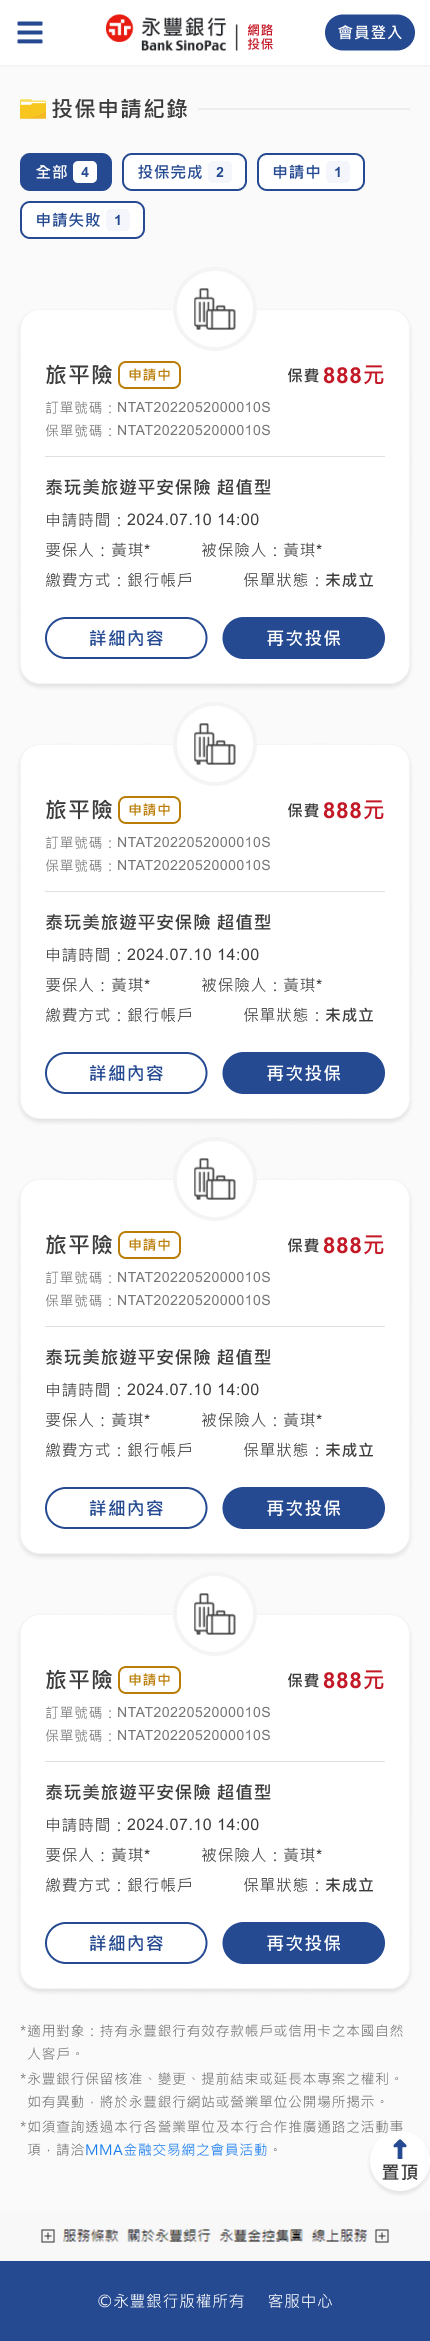 永豐銀行
Bank SinoPac
網路
投保
會員登入
投保申請紀錄
全部 4
投保完成 2
申請中 1
申請失敗 1
旅平險 申請中 保費 888元
訂單號碼：NTAT2022052000010S
保單號碼：NTAT2022052000010S
泰玩美旅遊平安保險 超值型
申請時間：2024.07.10 14:00
要保人：黃琪* 被保險人：黃琪*
繳費方式：銀行帳戶 保單狀態：未成立
詳細內容 再次投保
旅平險 申請中 保費 888元
訂單號碼：NTAT2022052000010S
保單號碼：NTAT2022052000010S
泰玩美旅遊平安保險 超值型
申請時間：2024.07.10 14:00
要保人：黃琪* 被保險人：黃琪*
繳費方式：銀行帳戶 保單狀態：未成立
詳細內容 再次投保
旅平險 申請中 保費 888元
訂單號碼：NTAT2022052000010S
保單號碼：NTAT2022052000010S
泰玩美旅遊平安保險 超值型
申請時間：2024.07.10 14:00
要保人：黃琪* 被保險人：黃琪*
繳費方式：銀行帳戶 保單狀態：未成立
詳細內容 再次投保
旅平險 申請中 保費 888元
訂單號碼：NTAT2022052000010S
保單號碼：NTAT2022052000010S
泰玩美旅遊平安保險 超值型
申請時間：2024.07.10 14:00
要保人：黃琪* 被保險人：黃琪*
繳費方式：銀行帳戶 保單狀態：未成立
詳細內容 再次投保
*適用對象：持有永豐銀行有效存款帳戶或信用卡之本國自然
人客戶。
*永豐銀行保留核准、變更、提前結束或延長本專案之權利。
如有異動，將於永豐銀行網站或營業單位公開場所揭示。
*如須查詢透過本行各營業單位及本行合作推廣通路之活動事
項，請洽MMA金融交易網之會員活動。
置頂
服務條款 關於永豐銀行 永豐金控集團 線上服務
©永豐銀行版權所有 客服中心